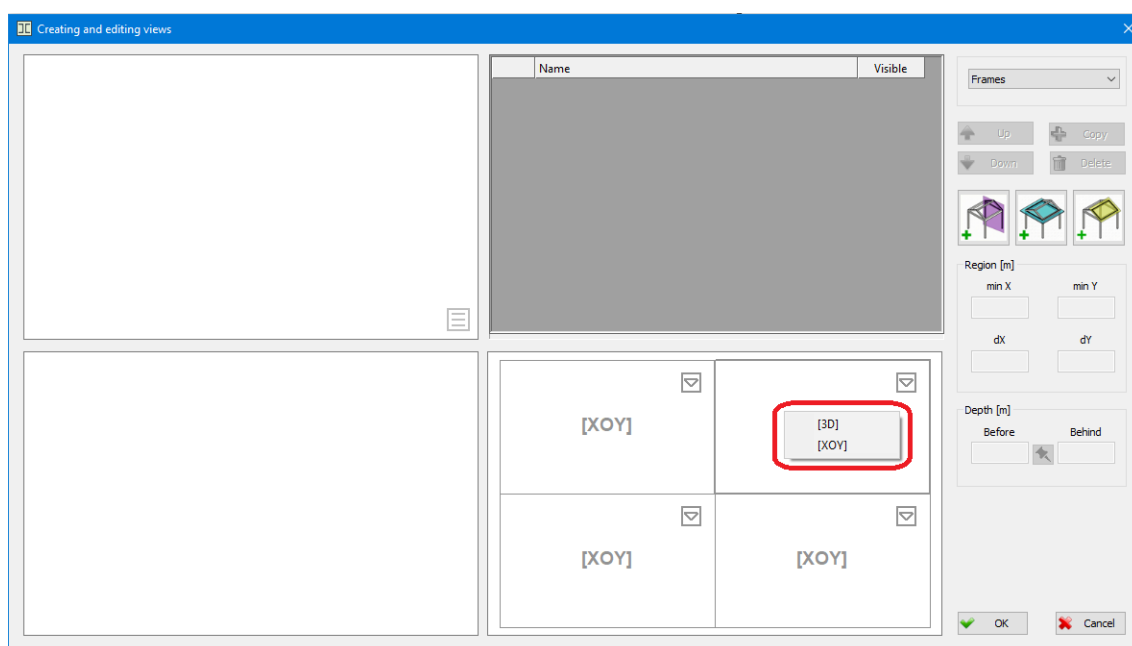 Creating and editing views
Name Visible
Frames
Up Copy
Down Delete
Region [m]
min X min Y
dX dY
Depth [m]
Before Behind
[XOY]
[3D]
[XOY]
[XOY] [XOY]
OK Cancel